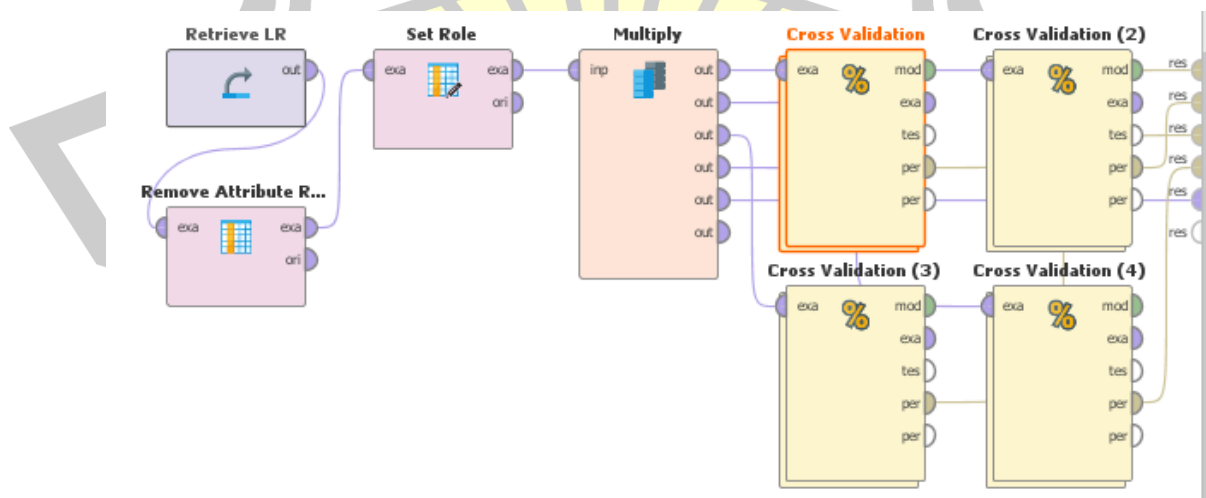 Retrieve LR
out
Remove Attribute R...
exa
exa
ori
Set Role
exa
exa
ori
Multiply
inp
out
out
out
out
out
out
Cross Validation
exa
mod
exa
tes
per
per
Cross Validation (2)
exa
mod
exa
tes
per
per
Cross Validation (3)
exa
mod
exa
tes
per
per
Cross Validation (4)
exa
mod
exa
tes
per
per
res
res
res
res
res
res